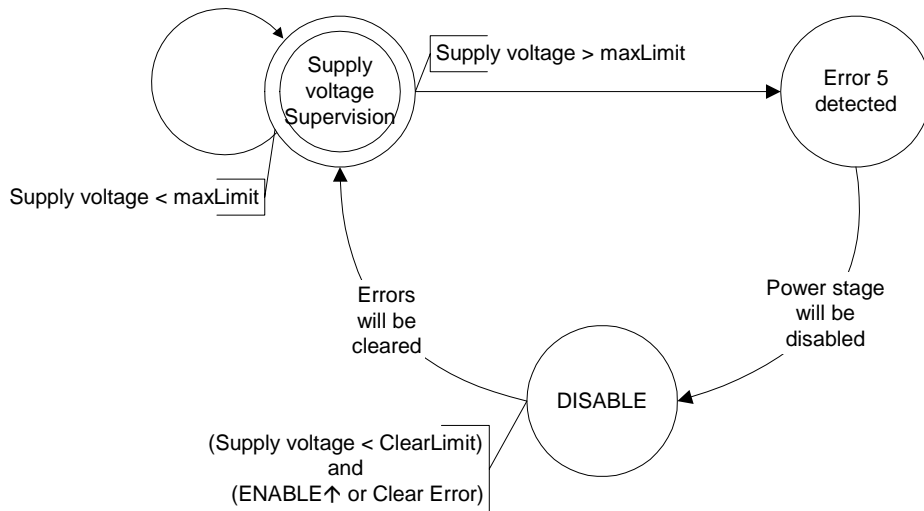 Supply
voltage
Supervision
Supply voltage > maxLimit
Error 5
detected
Supply voltage < maxLimit
Errors
will be
cleared
Power stage
will be
disabled
DISABLE
(Supply voltage < ClearLimit)
and
(ENABLE↑ or Clear Error)